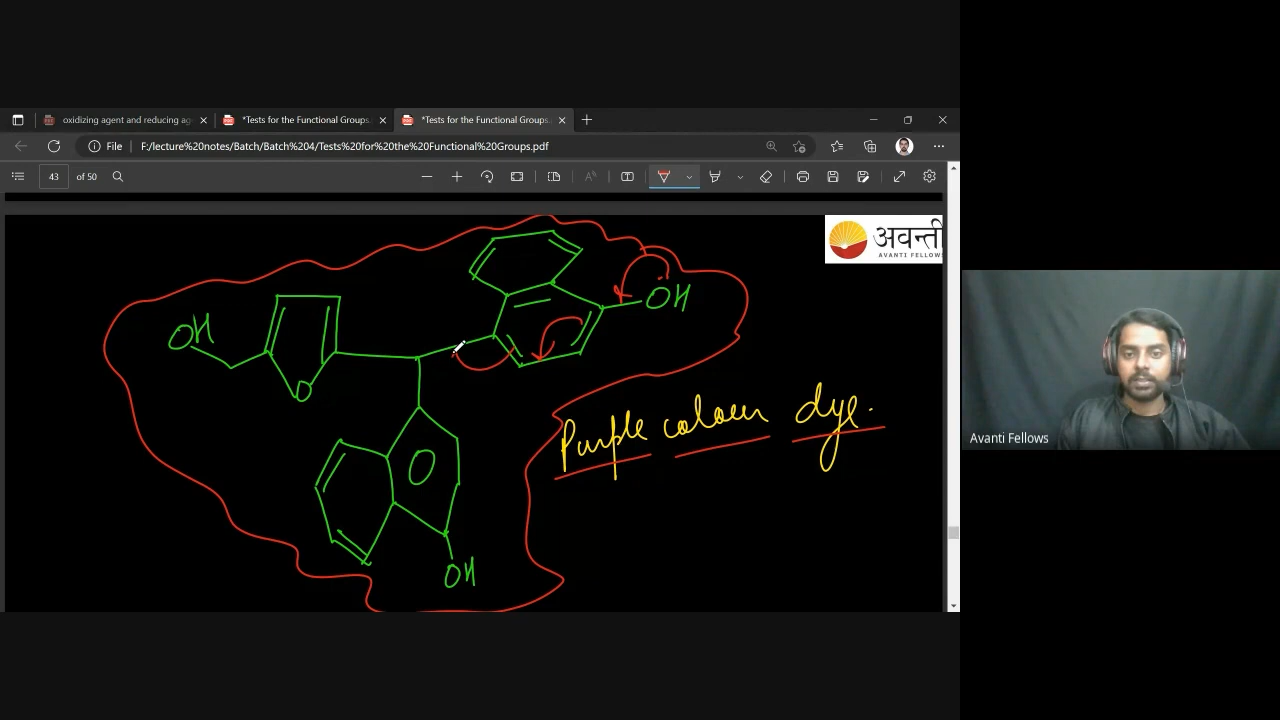 oxidizing agent and reducing ag
*Tests for the Functional Groups.
*Tests for the Functional Groups.
File
F:/lecture%20notes/Batch/Batch%204/Tests%20for%20the%20Functional%20Groups.pdf
43 of 50
अवन्ती
AVANTI FELLOWS
OH
OH
O
Purple colour dye.
O
OH
Avanti Fellows